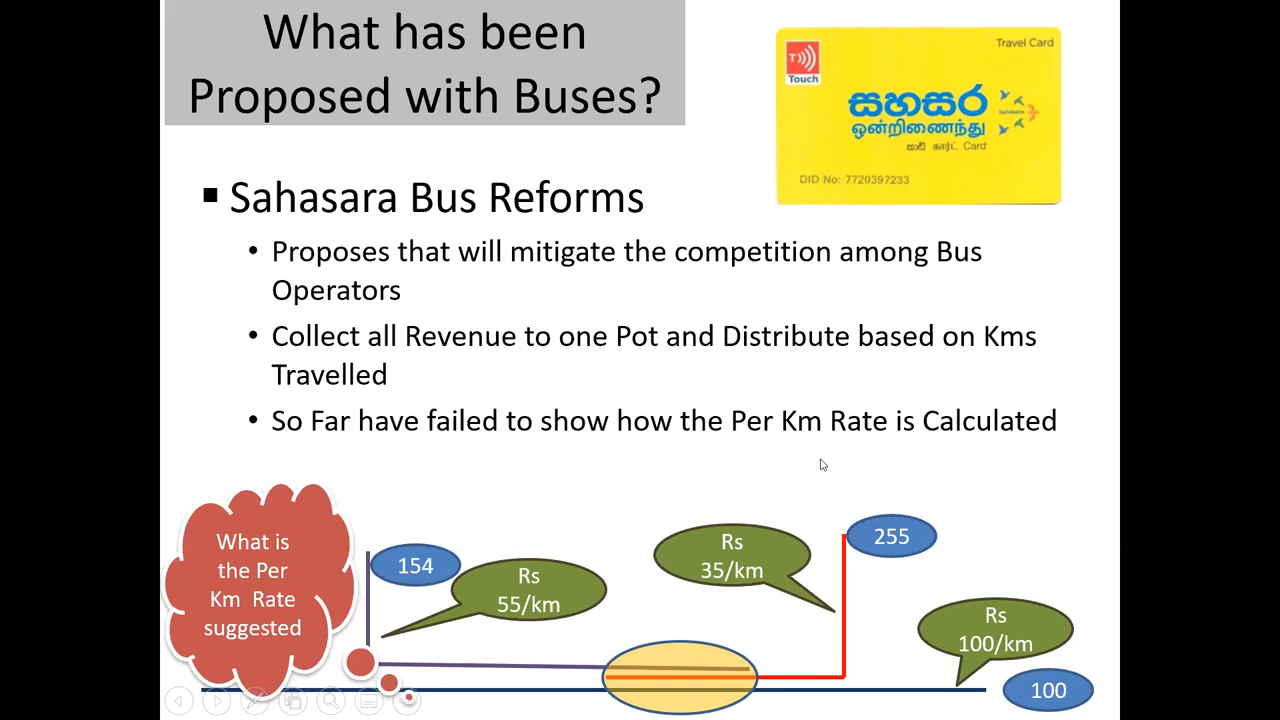 What has been
Proposed with Buses?
Travel Card
T
Touch
සහසර
ஒன்றிணைந்து
කාඩ් கார்ட் Card
DID No: 7720397233
▪ Sahasara Bus Reforms
• Proposes that will mitigate the competition among Bus
Operators
• Collect all Revenue to one Pot and Distribute based on Kms
Travelled
• So Far have failed to show how the Per Km Rate is Calculated
What is
the Per
Km Rate
suggested
154
Rs
55/km
Rs
35/km
255
Rs
100/km
100